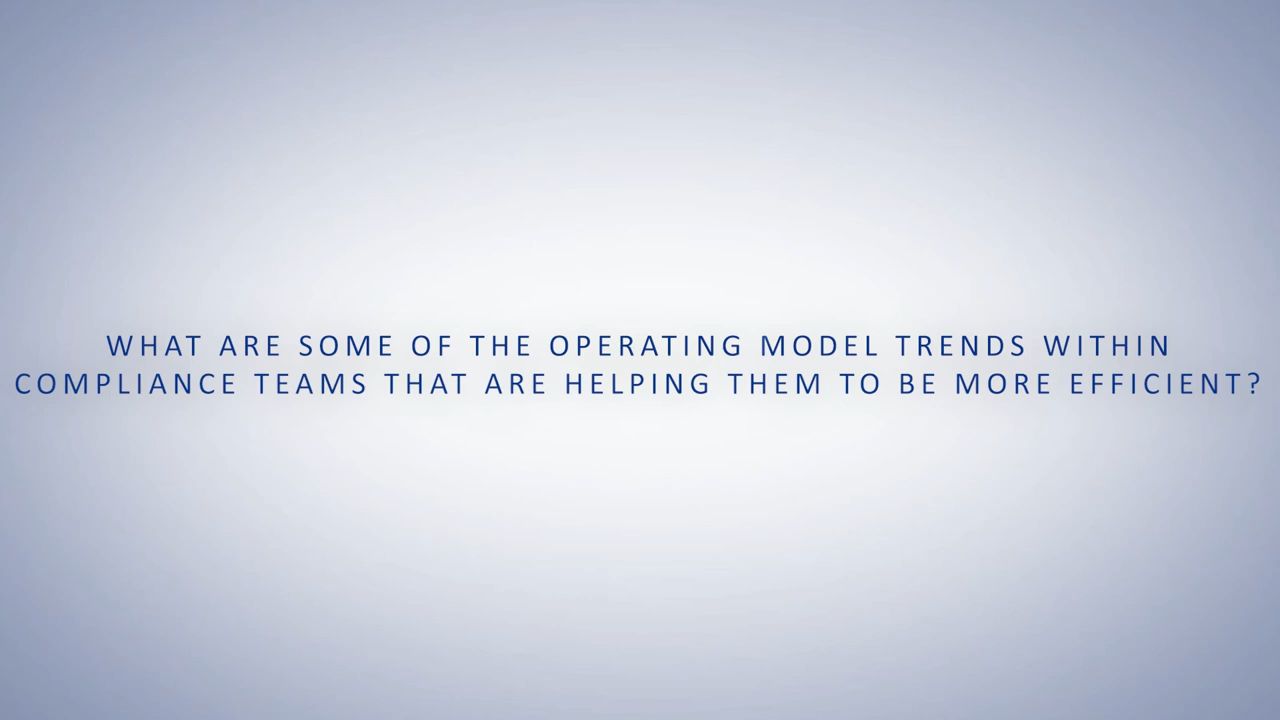 WHAT ARE SOME OF THE OPERATING MODEL TRENDS WITHIN
COMPLIANCE TEAMS THAT ARE HELPING THEM TO BE MORE EFFICIENT?